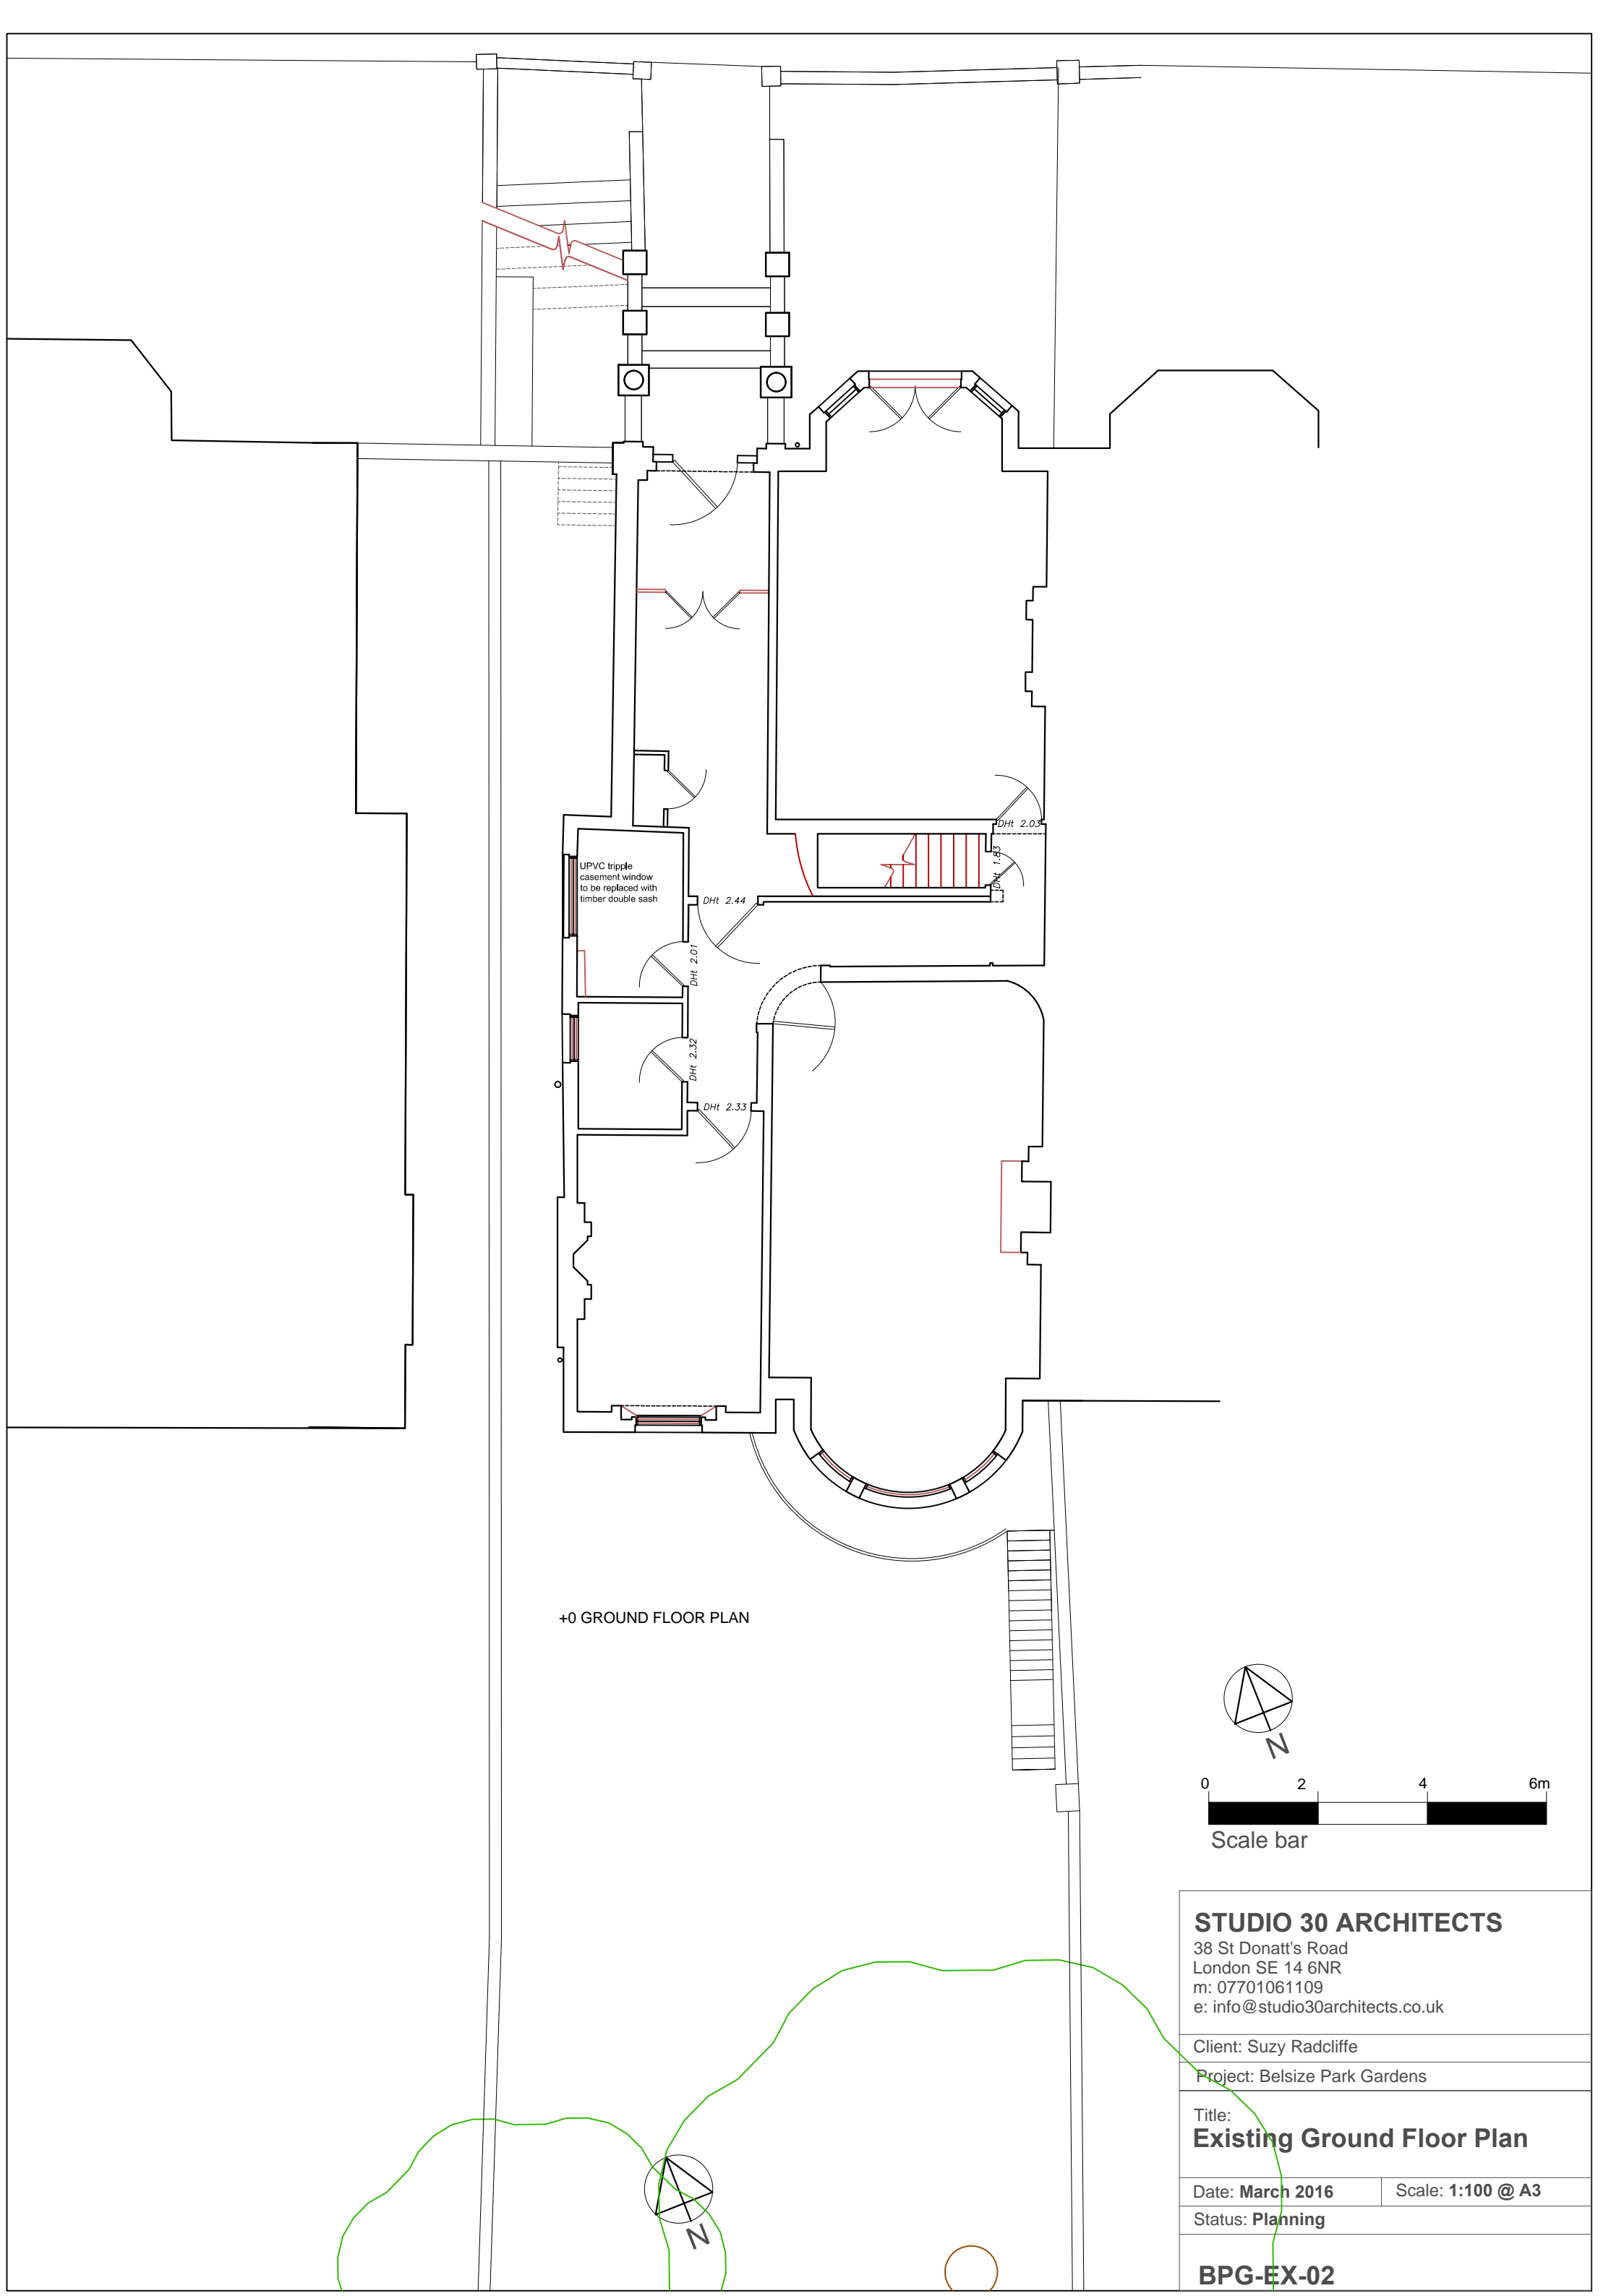 DHt 2.03
DHt 1.83
UPVC tripple
casement window
to be replaced with
timber double sash
DHt 2.44
DHt 2.01
DHt 2.32
DHt 2.33
+0 GROUND FLOOR PLAN
N
0 2 4 6m
Scale bar
STUDIO 30 ARCHITECTS
38 St Donatt's Road
London SE 14 6NR
m: 07701061109
e: info@studio30architects.co.uk
Client: Suzy Radcliffe
Project: Belsize Park Gardens
Title:
Existing Ground Floor Plan
Date: March 2016 Scale: 1:100 @ A3
Status: Planning
N
BPG-EX-02